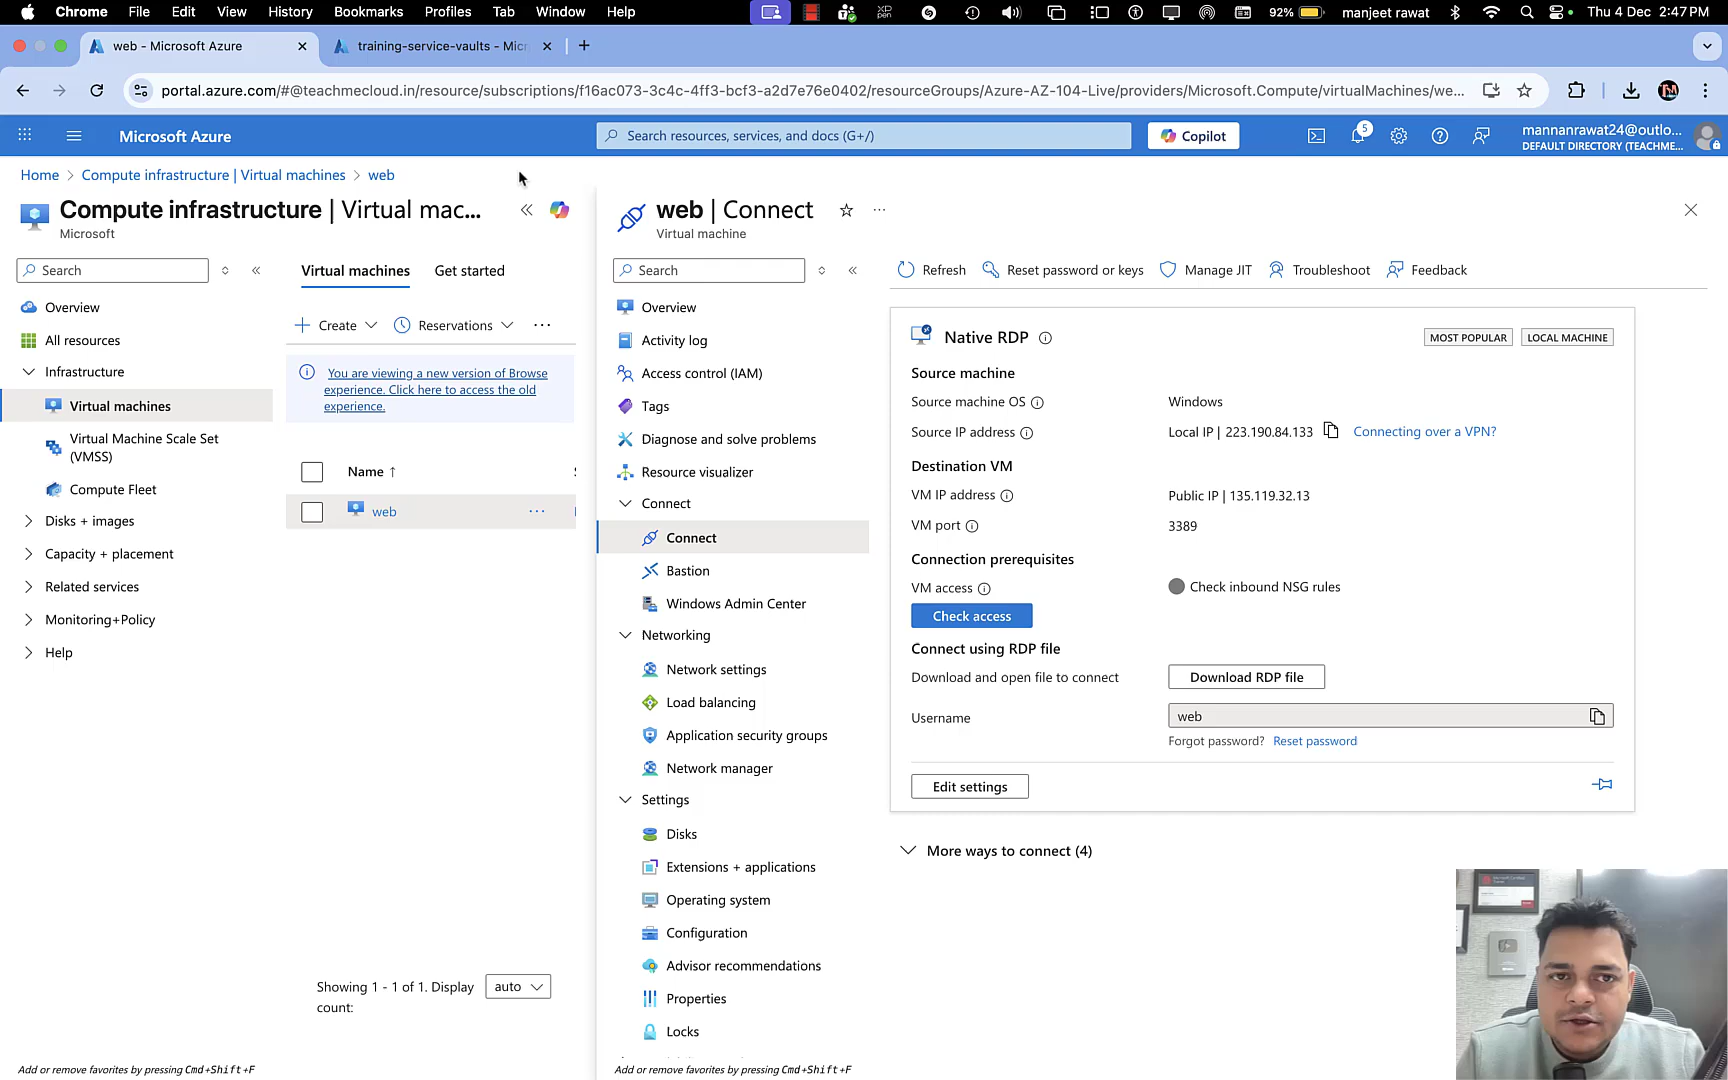 Chrome File Edit View History Bookmarks Profiles Tab Window Help 92% manjeet rawat Thu 4 Dec 2:47 PM
web - Microsoft Azure
training-service-vaults - Mic
portal.azure.com/#@teachmecloud.in/resource/subscriptions/f16ac073-3c4c-4ff3-bcf3-a2d7e76e0402/resourceGroups/Azure-AZ-104-Live/providers/Microsoft.Compute/virtualMachines/we...
Microsoft Azure
Search resources, services, and docs (G+/)
Copilot
5
mannanrawat24@outlo...
DEFAULT DIRECTORY (TEACHME...
Home > Compute infrastructure | Virtual machines > web
Compute infrastructure | Virtual mac...
Microsoft
Search
Overview
All resources
Infrastructure
Virtual machines
Virtual Machine Scale Set
(VMSS)
Compute Fleet
Disks + images
Capacity + placement
Related services
Monitoring+Policy
Help
Virtual machines Get started
Create Reservations ...
You are viewing a new version of Browse
experience. Click here to access the old
experience.
Name ↑
web ...
Showing 1 - 1 of 1. Display
count:
auto
Add or remove favorites by pressing Cmd+Shift+F
web | Connect
Virtual machine
Search
Overview
Activity log
Access control (IAM)
Tags
Diagnose and solve problems
Resource visualizer
Connect
Connect
Bastion
Windows Admin Center
Networking
Network settings
Load balancing
Application security groups
Network manager
Settings
Disks
Extensions + applications
Operating system
Configuration
Advisor recommendations
Properties
Locks
Add or remove favorites by pressing Cmd+Shift+F
Refresh Reset password or keys Manage JIT Troubleshoot Feedback
Native RDP
MOST POPULAR LOCAL MACHINE
Source machine
Source machine OS Windows
Source IP address Local IP | 223.190.84.133 Connecting over a VPN?
Destination VM
VM IP address Public IP | 135.119.32.13
VM port 3389
Connection prerequisites
VM access Check inbound NSG rules
Check access
Connect using RDP file
Download and open file to connect Download RDP file
Username web
Forgot password? Reset password
Edit settings
More ways to connect (4)